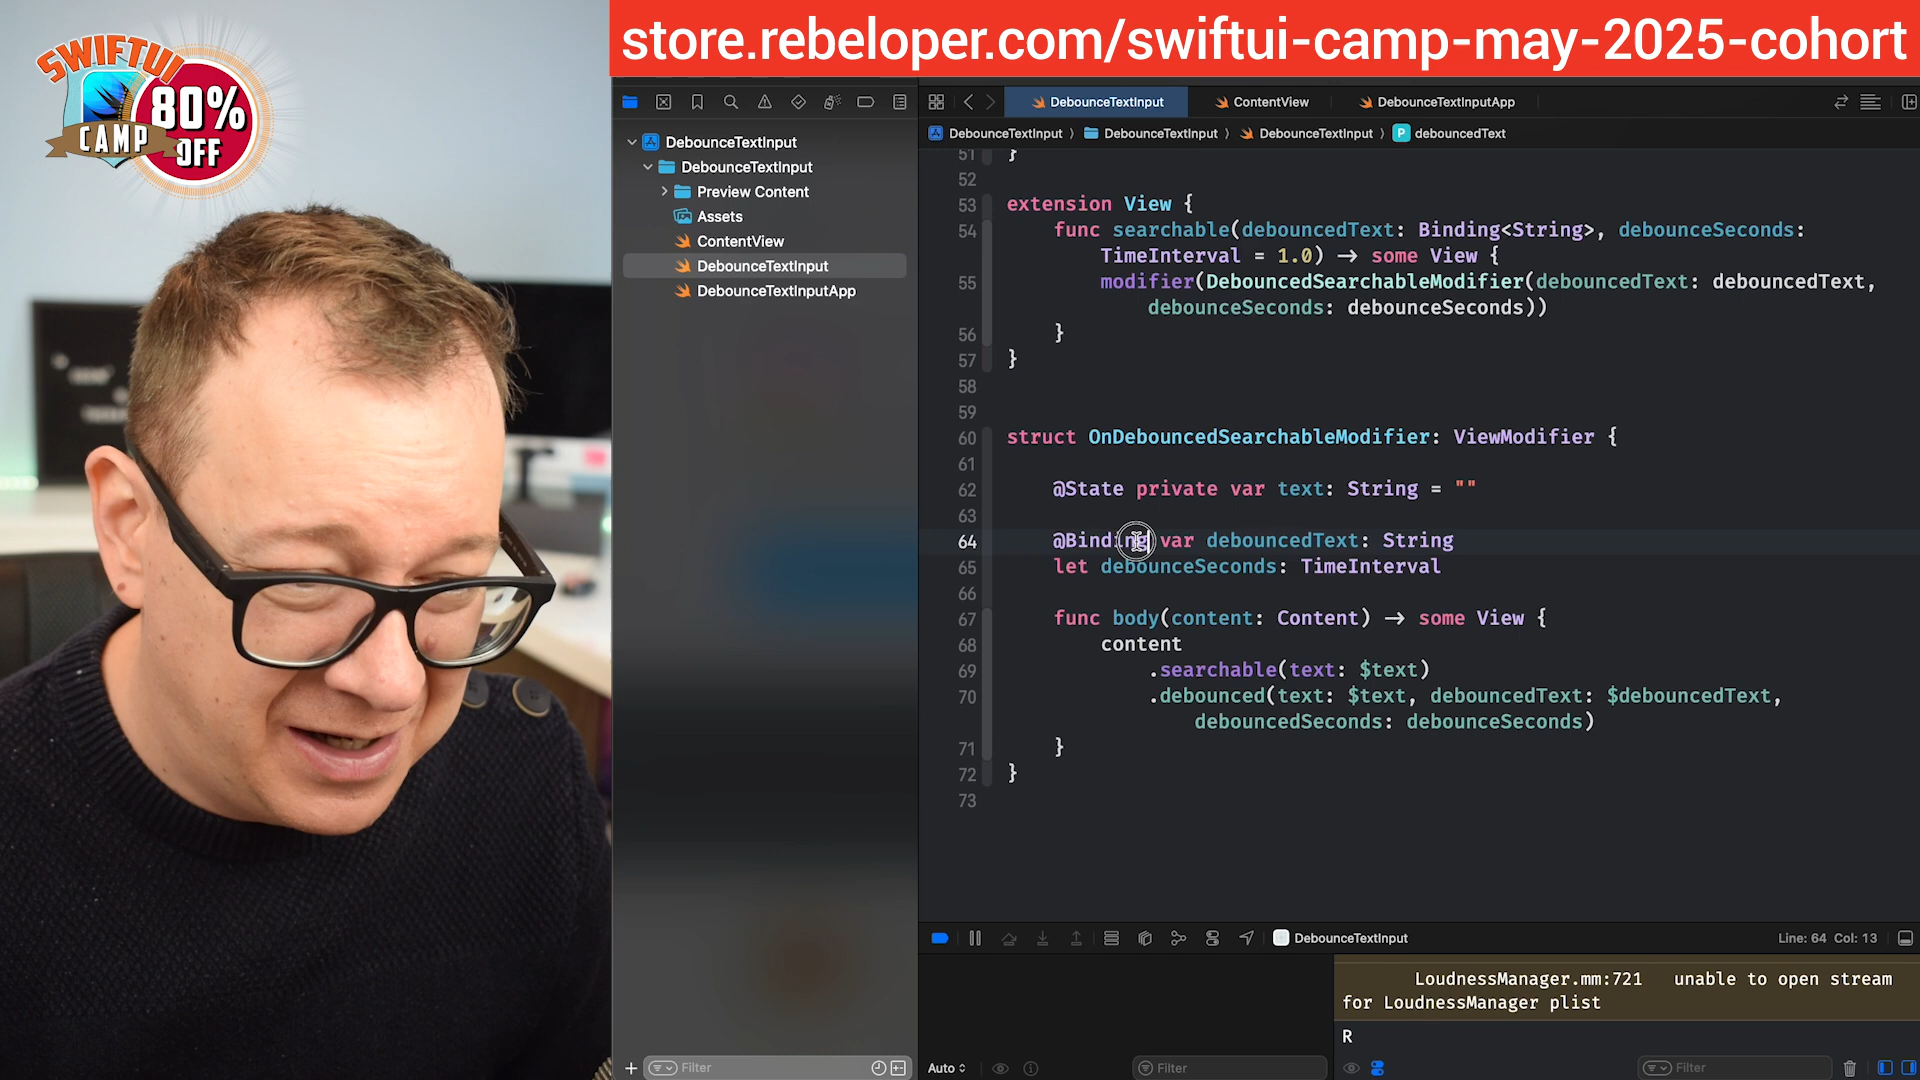 store.rebeloper.com/swiftui-camp-may-2025-cohort
SWIFTUI
CAMP
80%
OFF
DebounceTextInput
DebounceTextInput
Preview Content
Assets
ContentView
DebounceTextInput
DebounceTextInputApp
Filter
DebounceTextInput
ContentView
DebounceTextInputApp
DebounceTextInput 〉 DebounceTextInput 〉 DebounceTextInput 〉 P debouncedText
51 }
52
53 extension View {
54 func searchable(debouncedText: Binding<String>, debounceSeconds:
TimeInterval = 1.0) -> some View {
55 modifier(DebouncedSearchableModifier(debouncedText: debouncedText,
debounceSeconds: debounceSeconds))
56 }
57 }
58
59
60 struct OnDebouncedSearchableModifier: ViewModifier {
61
62 @State private var text: String = ""
63
64 @Binding var debouncedText: String
65 let debounceSeconds: TimeInterval
66
67 func body(content: Content) -> some View {
68 content
69 .searchable(text: $text)
70 .debounced(text: $text, debouncedText: $debouncedText,
debouncedSeconds: debounceSeconds)
71 }
72 }
73
DebounceTextInput
Line: 64 Col: 13
LoudnessManager.mm:721 unable to open stream
for LoudnessManager plist
R
Auto
Filter
Filter